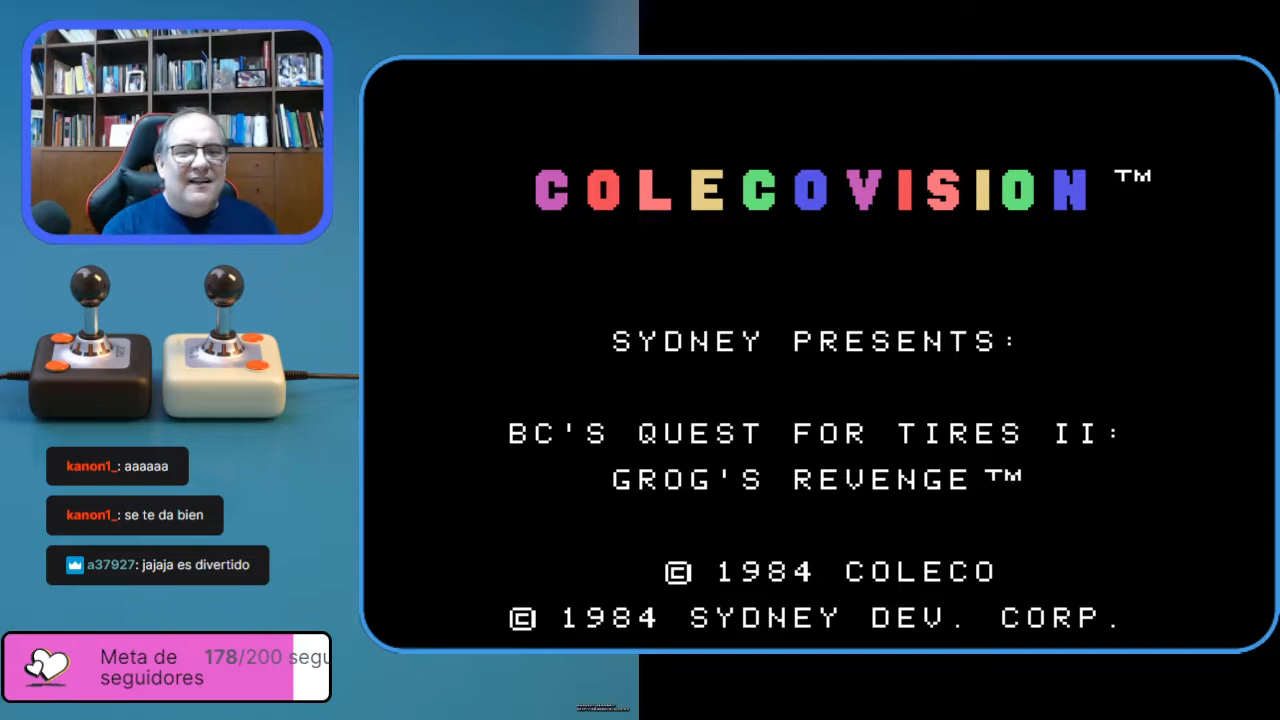 COLECOVISION™
SYDNEY PRESENTS:
BC'S QUEST FOR TIRES II:
GROG'S REVENGE™
© 1984 COLECO
© 1984 SYDNEY DEV. CORP.
kanon1_: aaaaaa
kanon1_: se te da bien
a37927: jajaja es divertido
Meta de seguidores
178/200 segu